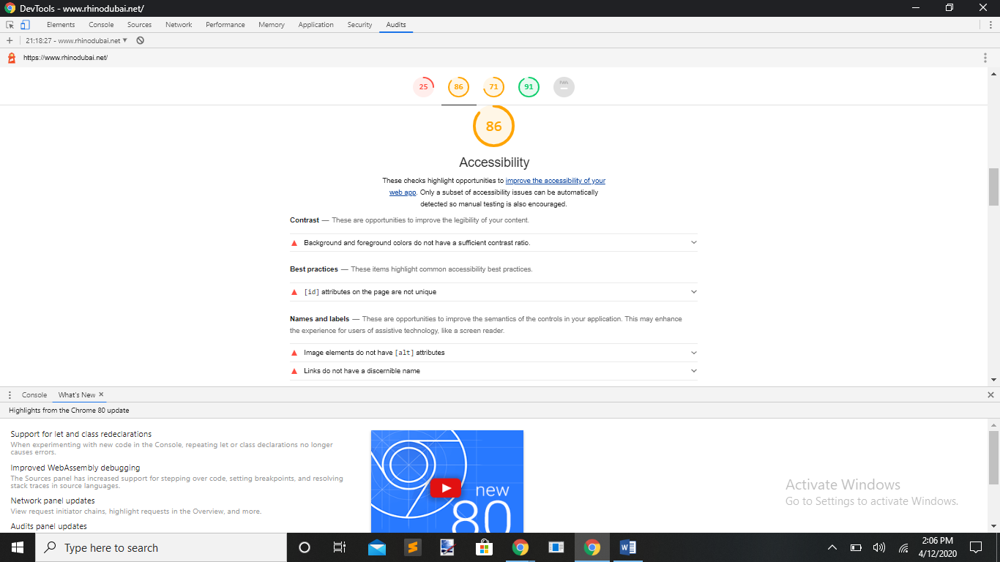 DevTools - www.rhinodubai.net/
Elements Console Sources Network Performance Memory Application Security Audits
21:18:27 - www.rhinodubai.net
https://www.rhinodubai.net/
25 86 71 91 PWA
86
Accessibility
These checks highlight opportunities to improve the accessibility of your
web app. Only a subset of accessibility issues can be automatically
detected so manual testing is also encouraged.
Contrast — These are opportunities to improve the legibility of your content.
Background and foreground colors do not have a sufficient contrast ratio.
Best practices — These items highlight common accessibility best practices.
[id] attributes on the page are not unique
Names and labels — These are opportunities to improve the semantics of the controls in your application. This may enhance
the experience for users of assistive technology, like a screen reader.
Image elements do not have [alt] attributes
Links do not have a discernible name
Console What's New
Highlights from the Chrome 80 update
Support for let and class redeclarations
When experimenting with new code in the Console, repeating let or class declarations no longer
causes errors.
Improved WebAssembly debugging
The Sources panel has increased support for stepping over code, setting breakpoints, and resolving
stack traces in source languages.
Network panel updates
View request initiator chains, highlight requests in the Overview, and more.
Audits panel updates
new
80
Activate Windows
Go to Settings to activate Windows.
Type here to search
2:06 PM
4/12/2020